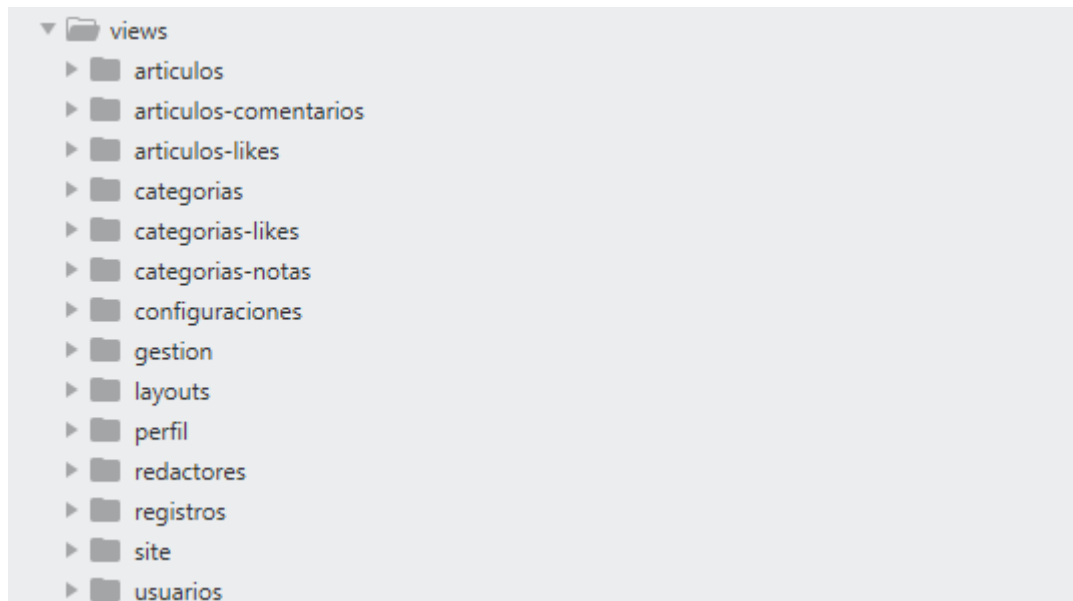 views
articulos
articulos-comentarios
articulos-likes
categorias
categorias-likes
categorias-notas
configuraciones
gestion
layouts
perfil
redactores
registros
site
usuarios